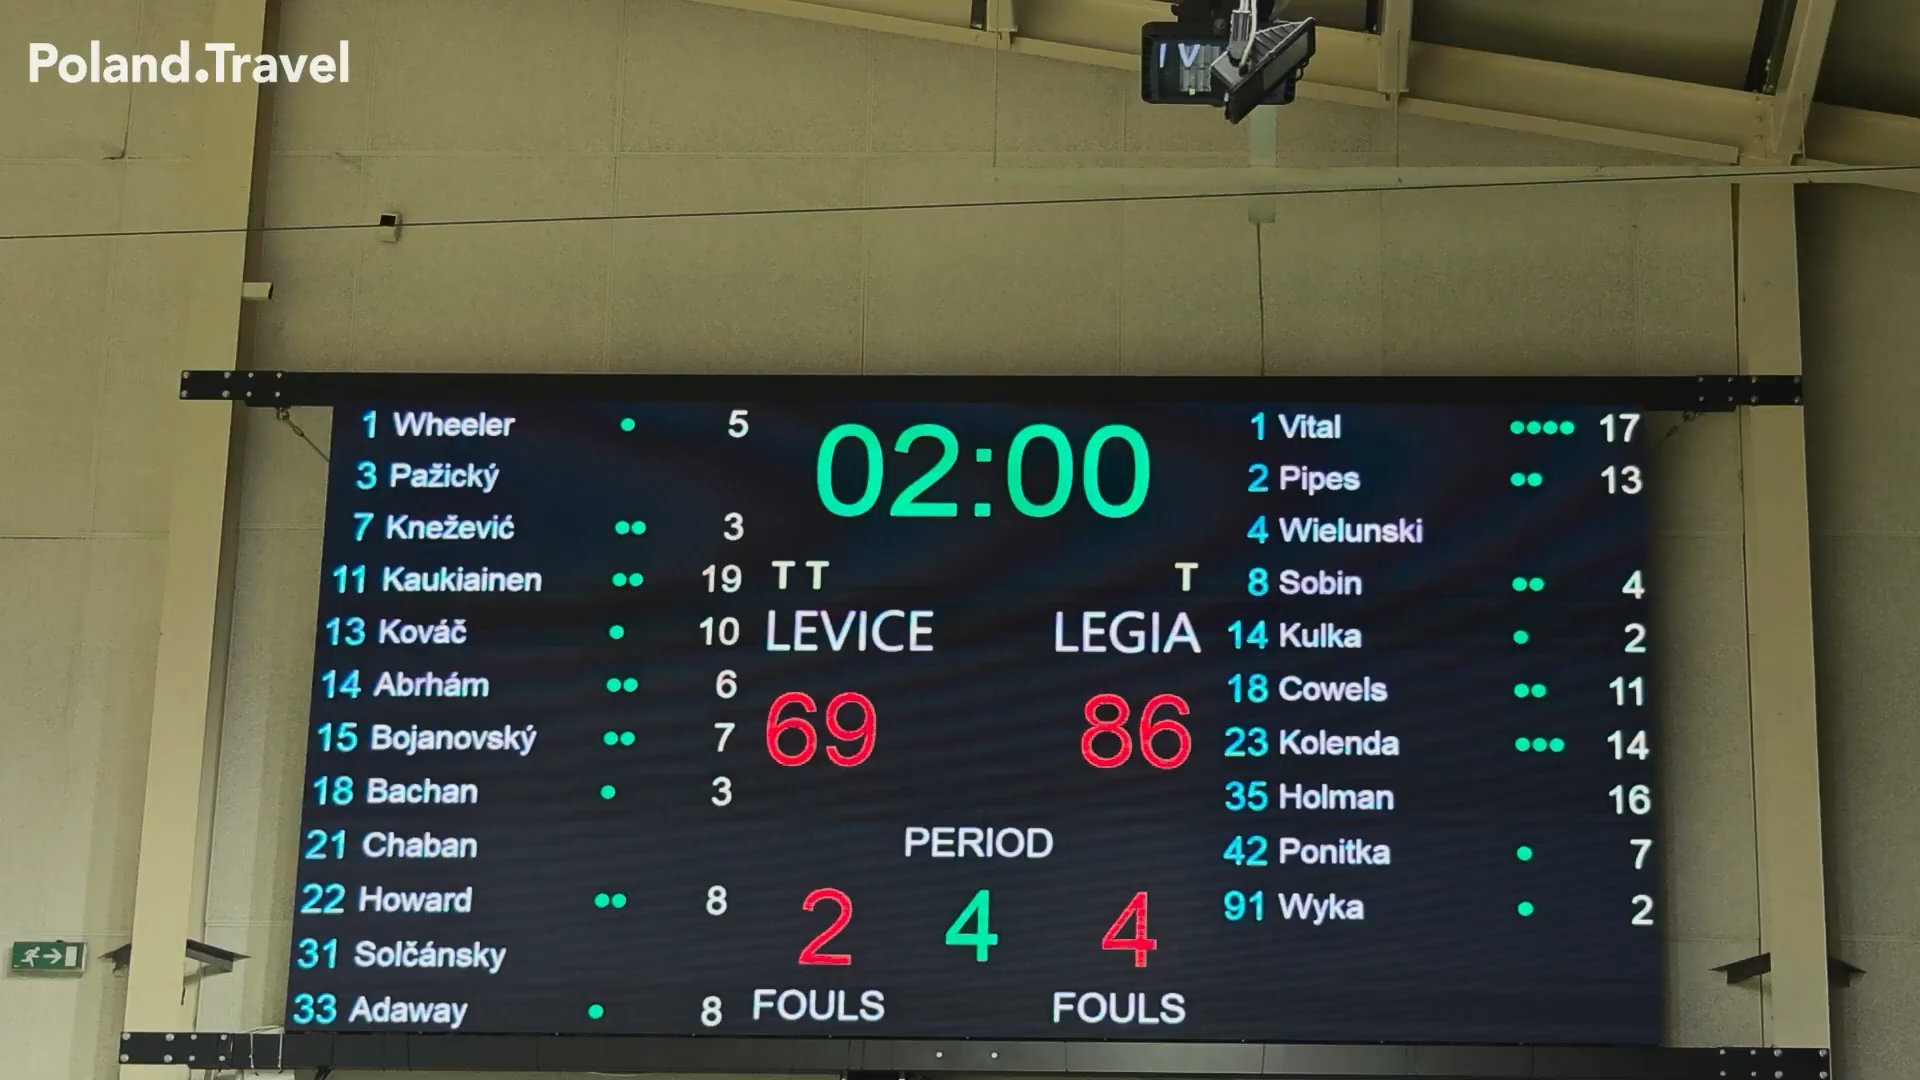 Poland.Travel
1 Wheeler • 5
3 Pažický
7 Knežević •• 3
11 Kaukiainen •• 19
13 Kováč • 10
14 Abrhám •• 6
15 Bojanovský •• 7
18 Bachan • 3
21 Chaban
22 Howard •• 8
31 Solčánsky
33 Adaway • 8
02:00
T T T
LEVICE LEGIA
69 86
PERIOD
2 4 4
FOULS FOULS
1 Vital •••• 17
2 Pipes •• 13
4 Wielunski
8 Sobin •• 4
14 Kulka • 2
18 Cowels •• 11
23 Kolenda ••• 14
35 Holman 16
42 Ponitka • 7
91 Wyka • 2